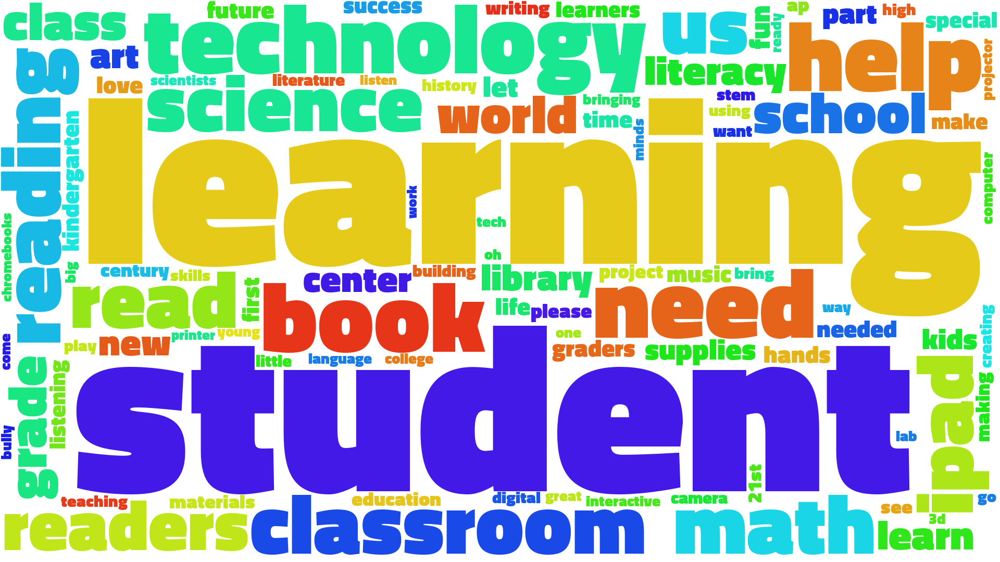 class
future
success
writing
learners
technology
us
fun
ready
ap
part
high
special
help
projector
art
literacy
love
scientists
literature
listen
history
let
science
world
bringing
time
minds
stem
using
want
school
make
reading
kindergarten
learning
work
tech
oh
computer
chromebooks
big
century
skills
read
first
center
building
library
project
music
bring
book
life
please
need
way
needed
kids
creating
come
play
new
printer
young
little
language
college
one
graders
supplies
hands
grade
listening
student
ipad
making
lab
bully
21st
teaching
materials
education
digital
great
interactive
camera
see
go
3d
readers
classroom
math
learn